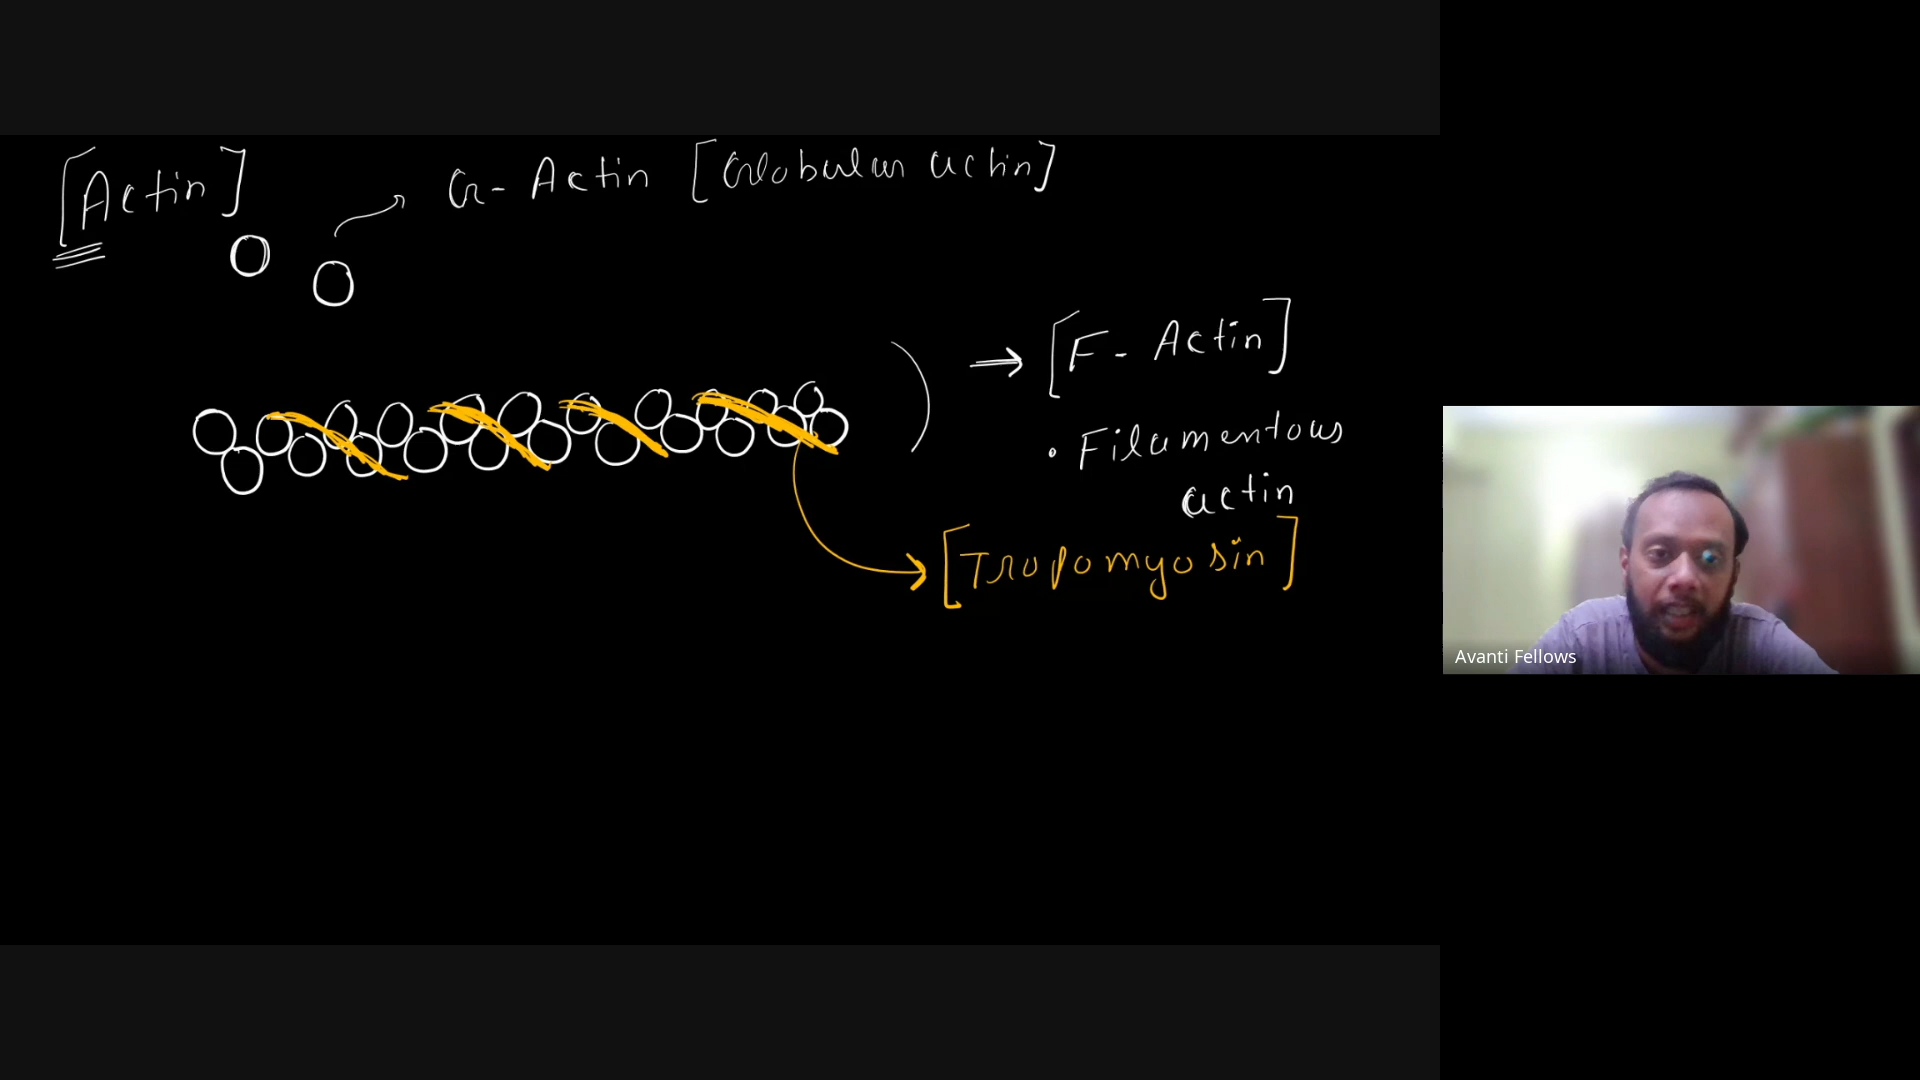 [Actin]
G-Actin [Globular actin]
⇒ [F-Actin]
• Filamentous
actin
[Tropomyosin]
Avanti Fellows